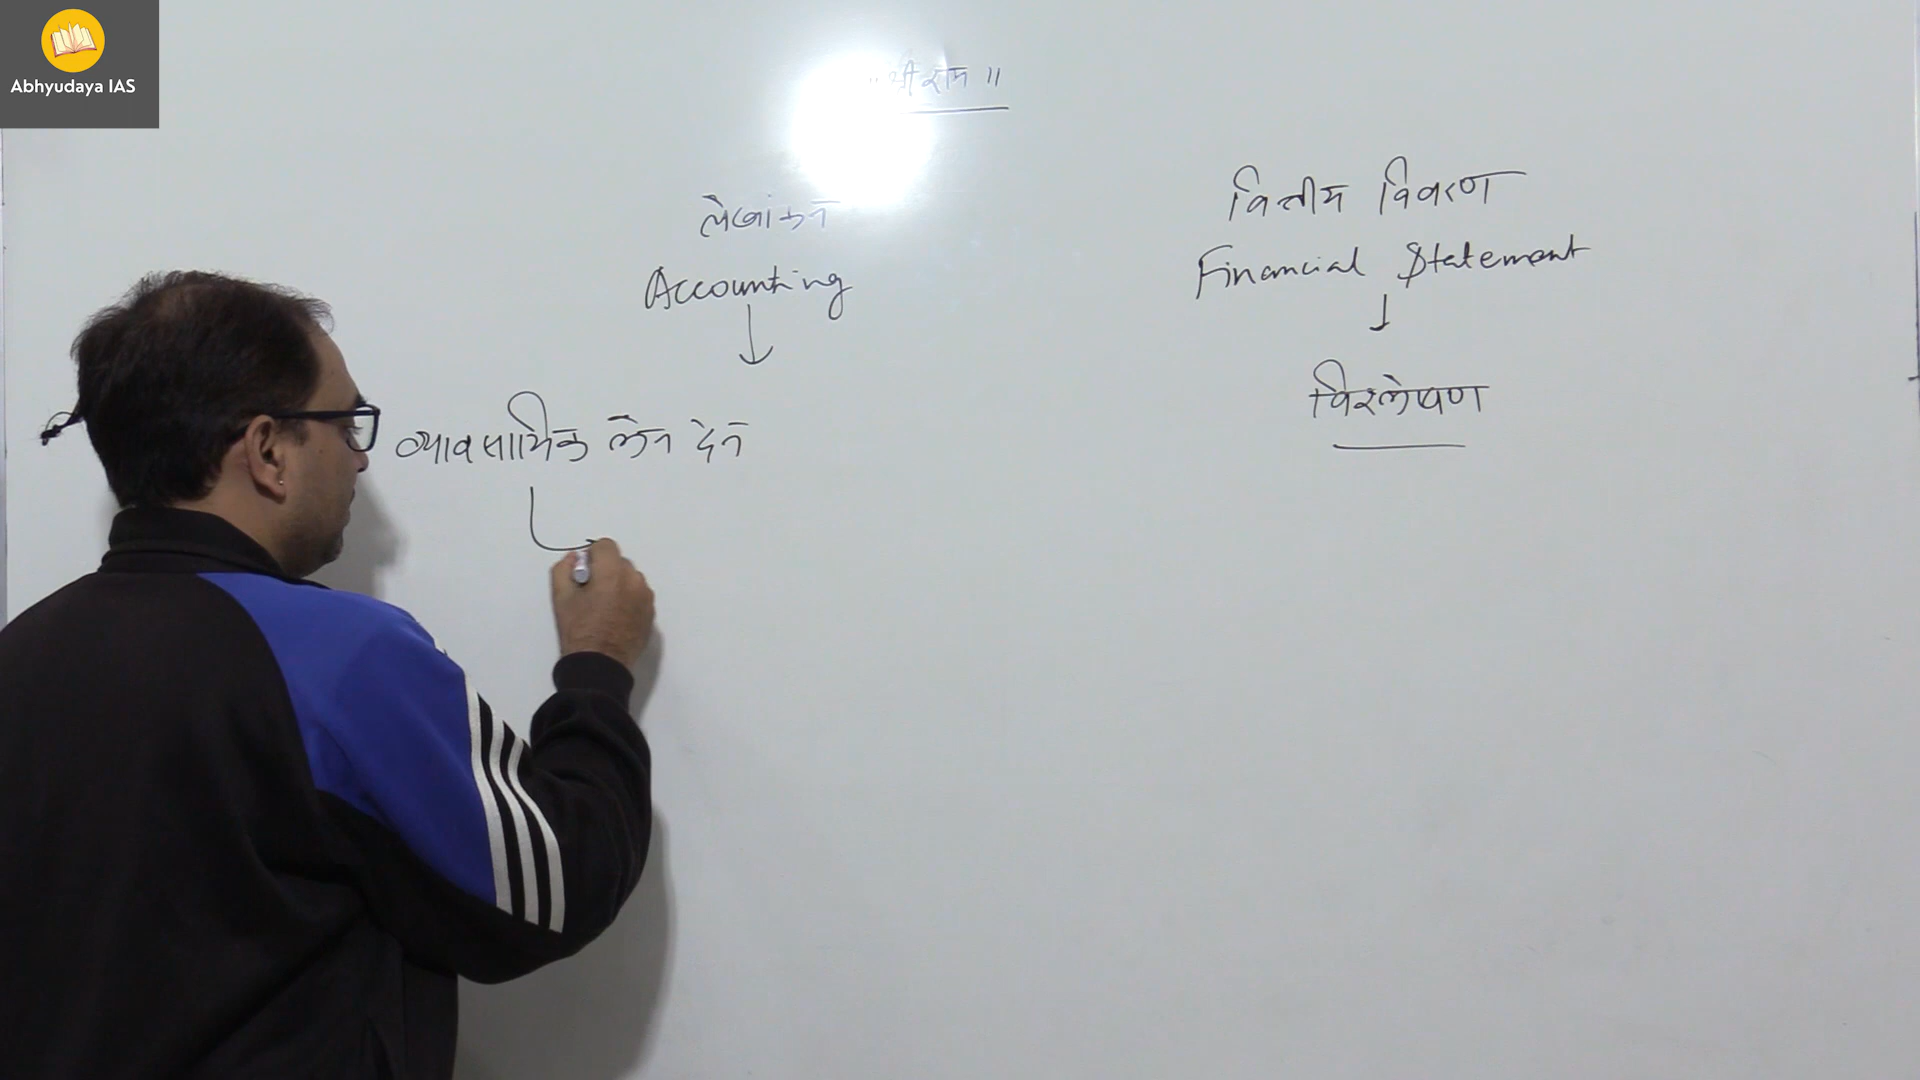 Abhyudaya IAS
॥ श्री राम ॥
लेखांकन
Accounting
व्यावसायिक लेन देन
वित्तीय विवरण
Financial Statement
विश्लेषण